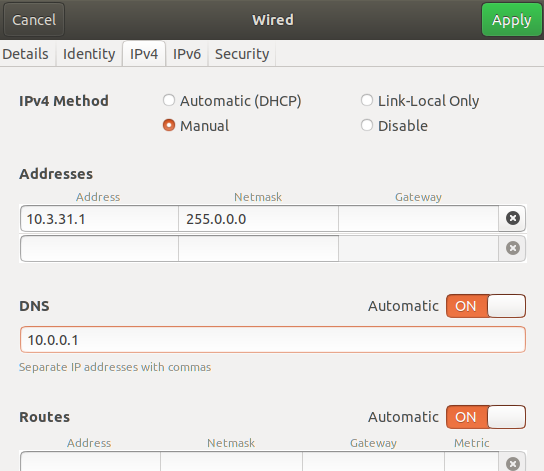 Cancel Wired Apply
Details Identity IPv4 IPv6 Security
IPv4 Method Automatic (DHCP) Link-Local Only
Manual Disable
Addresses
Address Netmask Gateway
10.3.31.1 255.0.0.0
DNS Automatic ON
10.0.0.1
Separate IP addresses with commas
Routes Automatic ON
Address Netmask Gateway Metric